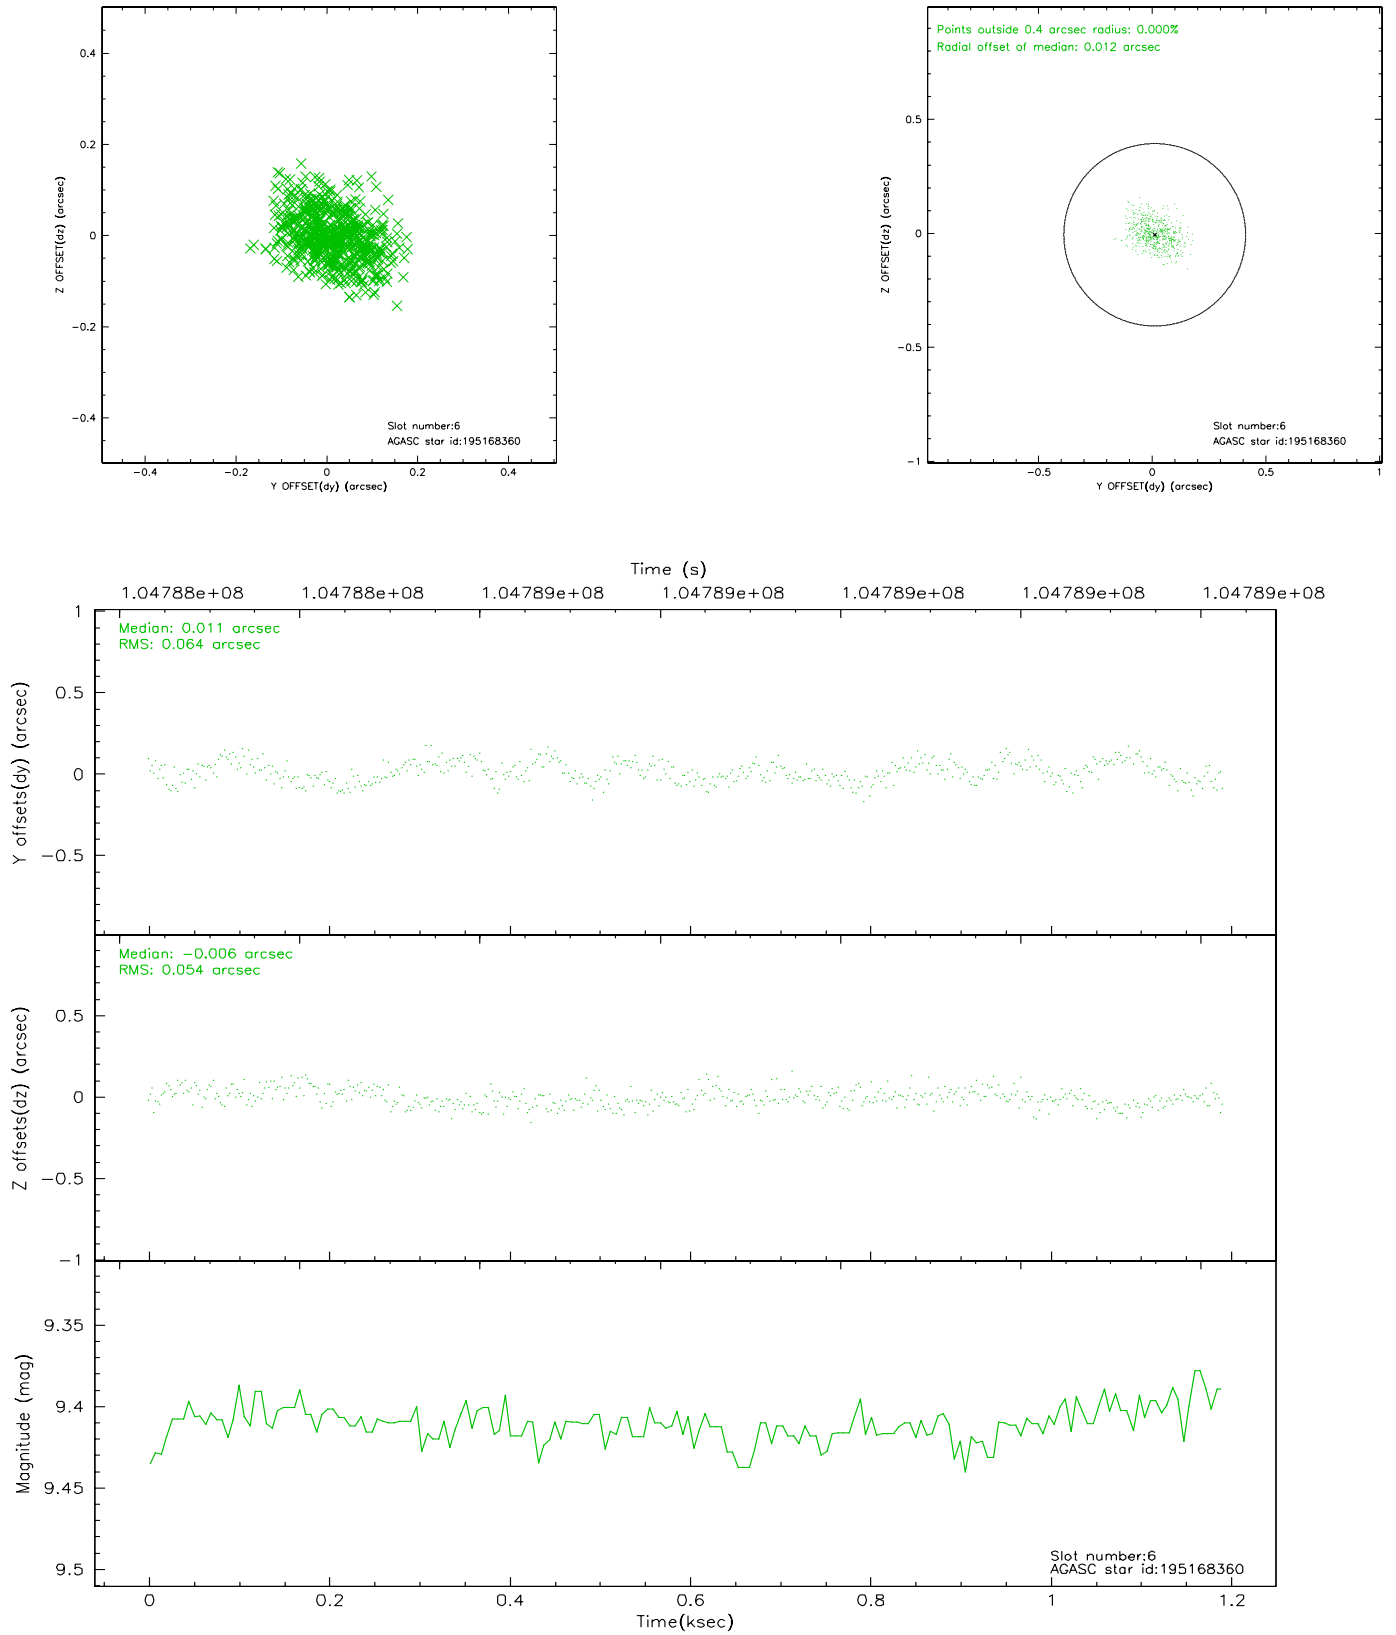 0.4
0.2
0
−0.2
−0.4
Z OFFSET(dz) (arcsec)
Slot number:6
AGASC star id:195168360
−0.4 −0.2 0 0.2 0.4
Y OFFSET(dy) (arcsec)
Points outside 0.4 arcsec radius: 0.000%
Radial offset of median: 0.012 arcsec
0.5
0
−0.5
−1
Z OFFSET(dz) (arcsec)
Slot number:6
AGASC star id:195168360
−0.5 0 0.5 1
Y OFFSET(dy) (arcsec)
Time (s)
1.04788e+08 1.04788e+08 1.04789e+08 1.04789e+08 1.04789e+08 1.04789e+08 1.04789e+08
Median: 0.011 arcsec
RMS: 0.064 arcsec
1
0.5
0
−0.5
Y offsets(dy) (arcsec)
Median: −0.006 arcsec
RMS: 0.054 arcsec
0.5
0
−0.5
−1
Z offsets(dz) (arcsec)
9.35
9.4
9.45
9.5
Magnitude (mag)
Slot number:6
AGASC star id:195168360
0 0.2 0.4 0.6 0.8 1 1.2
Time(ksec)